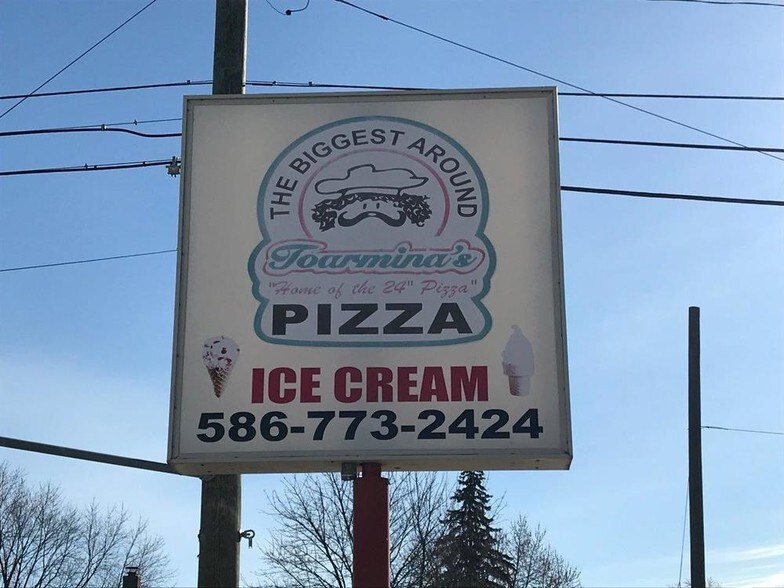 THE BIGGEST AROUND
Toarmina's
"Home of the 24" Pizza"
PIZZA
ICE CREAM
586-773-2424